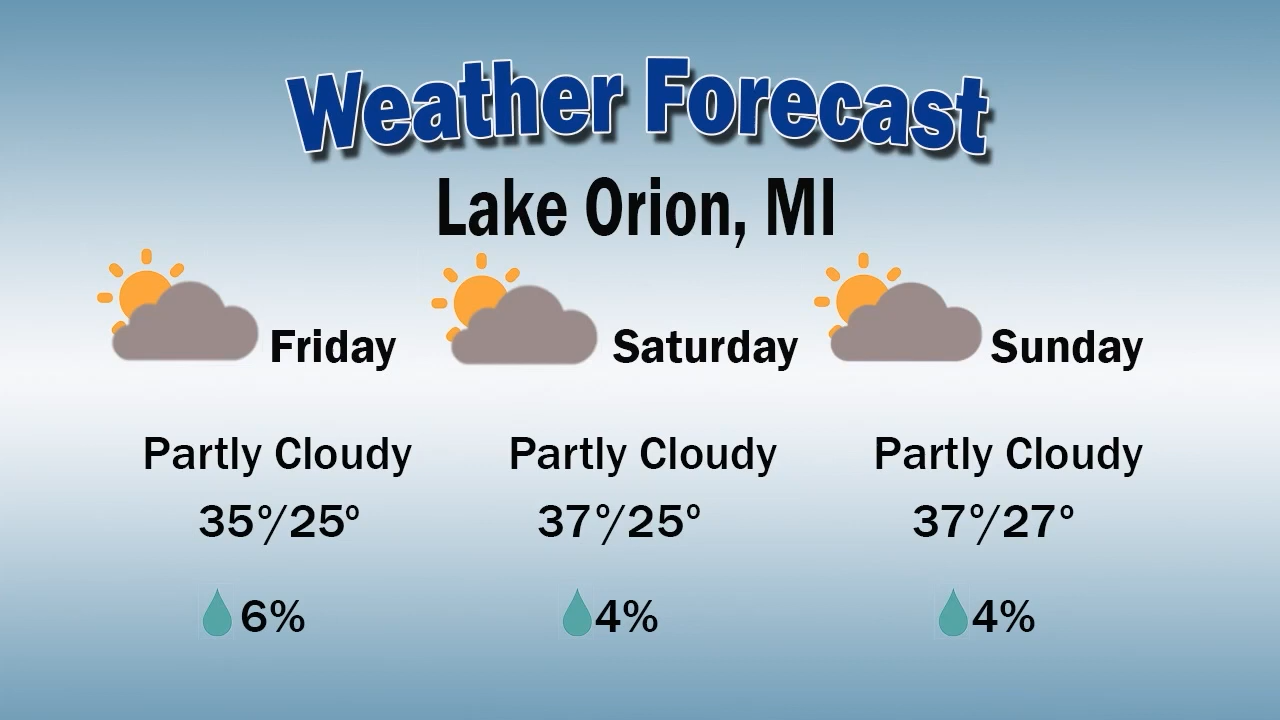 Weather Forecast
Lake Orion, MI
Friday Saturday Sunday
Partly Cloudy Partly Cloudy Partly Cloudy
35°/25° 37°/25° 37°/27°
6% 4% 4%